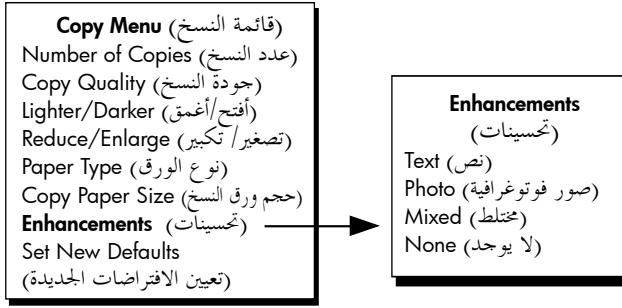 Copy Menu (قائمة النسخ)
Number of Copies (عدد النسخ)
Copy Quality (جودة النسخ)
Lighter/Darker (أفتح/أغمق)
Reduce/Enlarge (تصغير/ تكبير)
Paper Type (نوع الورق)
Copy Paper Size (حجم ورق النسخ)
Enhancements (تحسينات)
Set New Defaults
(تعيين الافتراضات الجديدة)
Enhancements
(تحسينات)
Text (نص)
Photo (صور فوتوغرافية)
Mixed (مختلط)
None (لا يوجد)